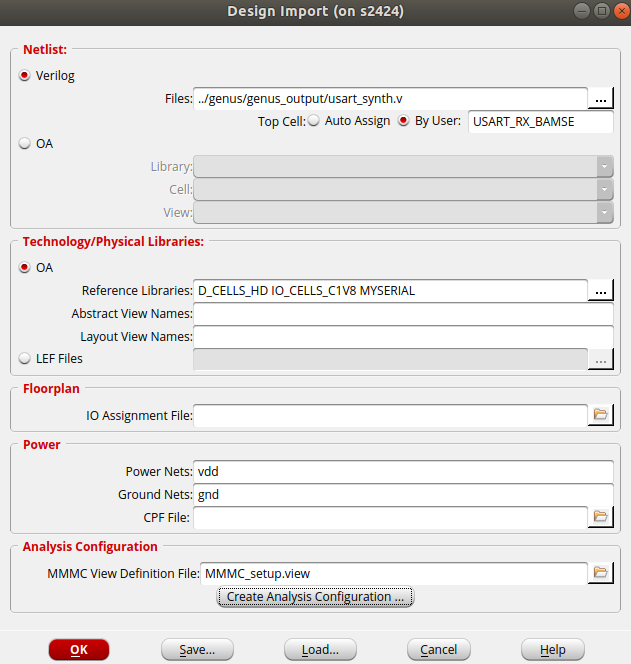 Design Import (on s2424)
Netlist:
Verilog
Files: ../genus/genus_output/usart_synth.v ...
Top Cell: Auto Assign By User: USART_RX_BAMSE
OA
Library:
Cell:
View:
Technology/Physical Libraries:
OA
Reference Libraries: D_CELLS_HD IO_CELLS_C1V8 MYSERIAL ...
Abstract View Names:
Layout View Names:
LEF Files ...
Floorplan
IO Assignment File:
Power
Power Nets: vdd
Ground Nets: gnd
CPF File:
Analysis Configuration
MMMC View Definition File: MMMC_setup.view
Create Analysis Configuration ...
OK Save... Load... Cancel Help